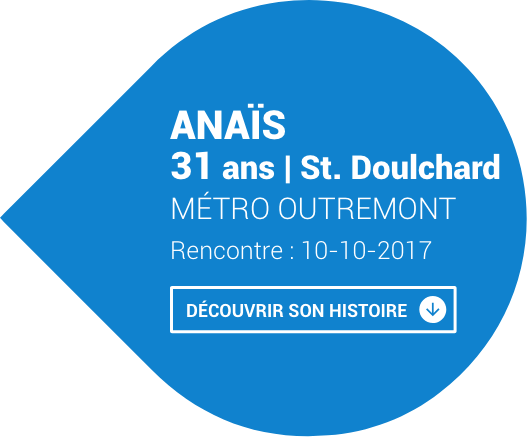 ANAÏS
31 ans | St. Doulchard
MÉTRO OUTREMONT
Rencontre : 10-10-2017
DÉCOUVRIR SON HISTOIRE